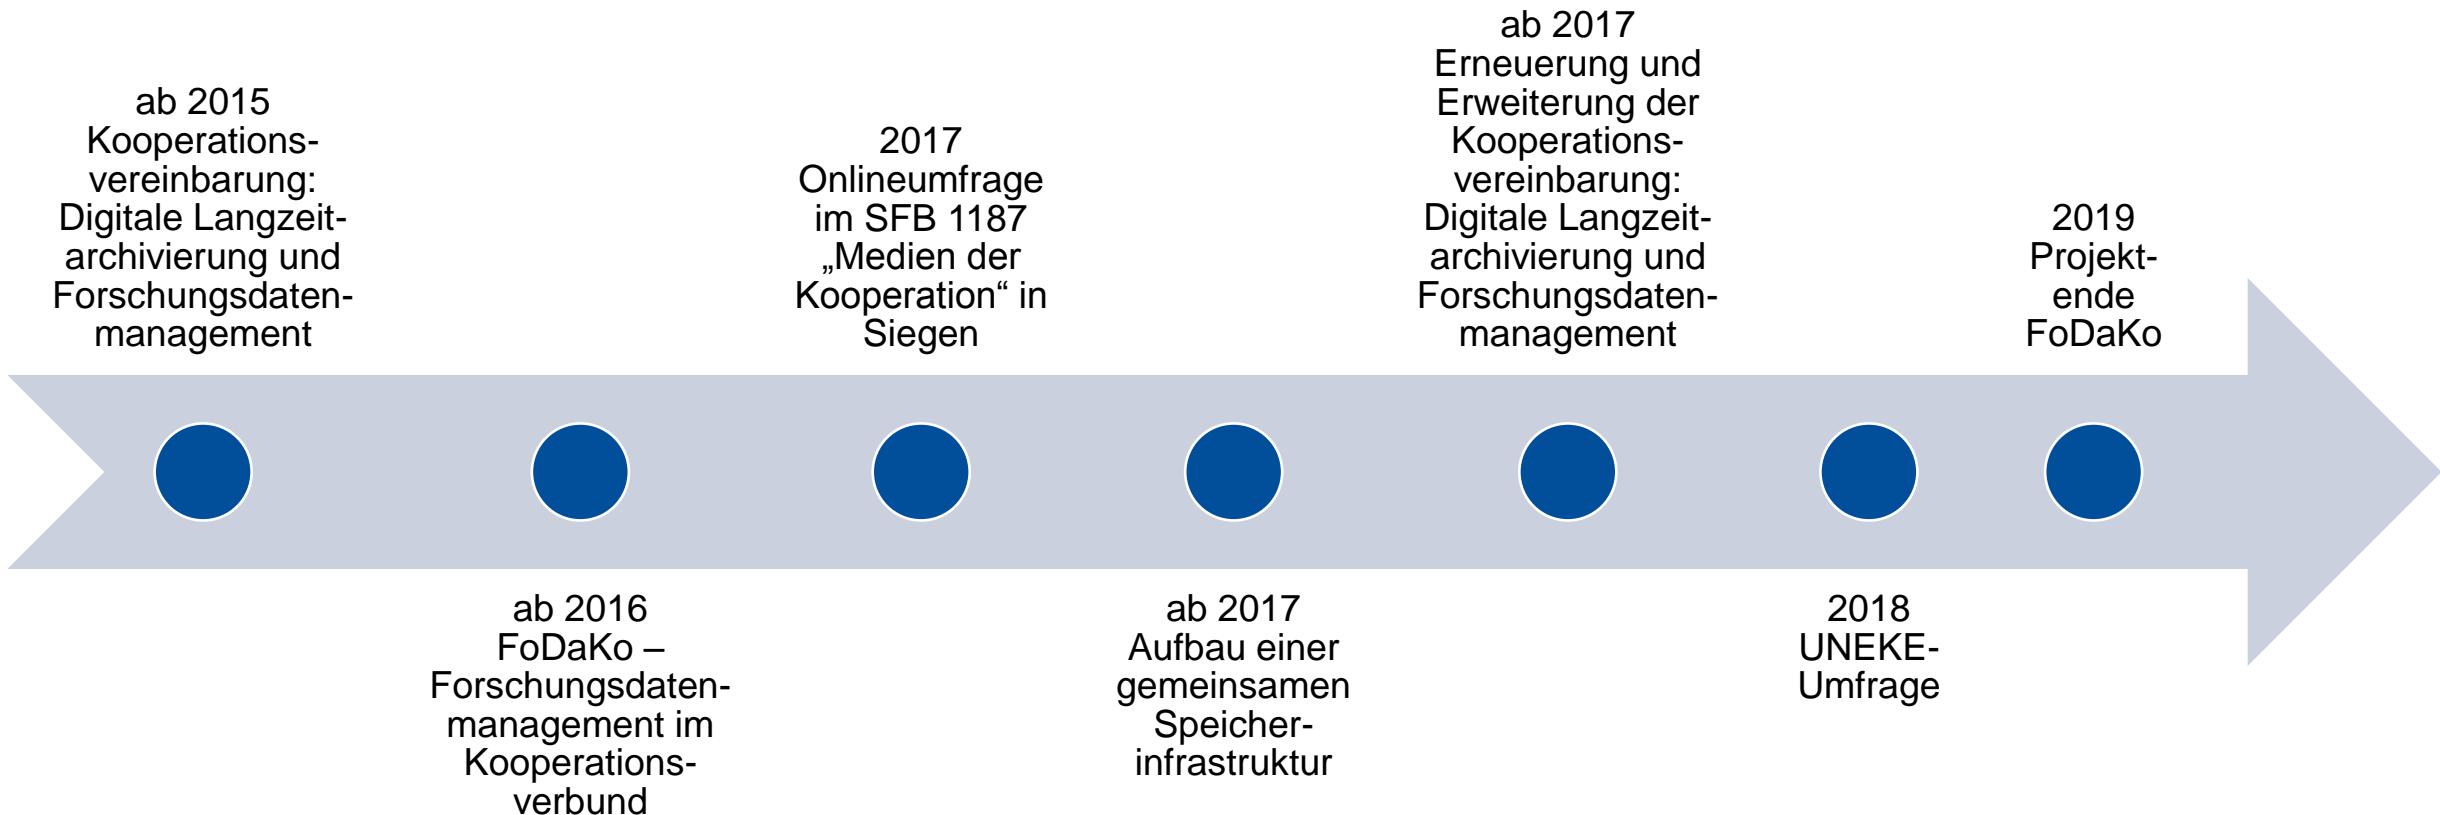 ab 2015
Kooperations-
vereinbarung:
Digitale Langzeit-
archivierung und
Forschungsdaten-
management
ab 2016
FoDaKo –
Forschungsdaten-
management im
Kooperations-
verbund
2017
Onlineumfrage
im SFB 1187
„Medien der
Kooperation“ in
Siegen
ab 2017
Aufbau einer
gemeinsamen
Speicher-
infrastruktur
ab 2017
Erneuerung und
Erweiterung der
Kooperations-
vereinbarung:
Digitale Langzeit-
archivierung und
Forschungsdaten-
management
2018
UNEKE-
Umfrage
2019
Projekt-
ende
FoDaKo